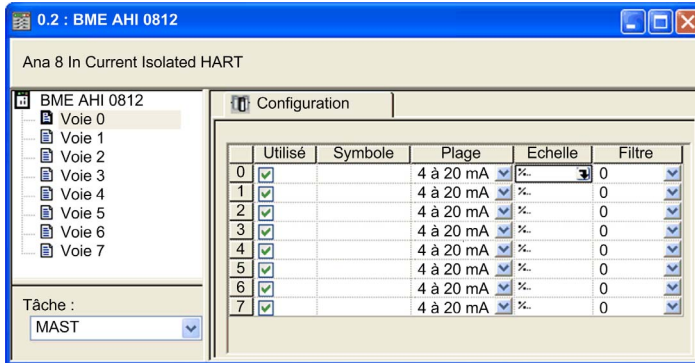 0.2 : BME AHI 0812
Ana 8 In Current Isolated HART
BME AHI 0812
Voie 0
Voie 1
Voie 2
Voie 3
Voie 4
Voie 5
Voie 6
Voie 7
Tâche :
MAST
Configuration
Utilisé Symbole Plage Echelle Filtre
0 4 à 20 mA %.. 0
1 4 à 20 mA %.. 0
2 4 à 20 mA %.. 0
3 4 à 20 mA %.. 0
4 4 à 20 mA %.. 0
5 4 à 20 mA %.. 0
6 4 à 20 mA %.. 0
7 4 à 20 mA %.. 0